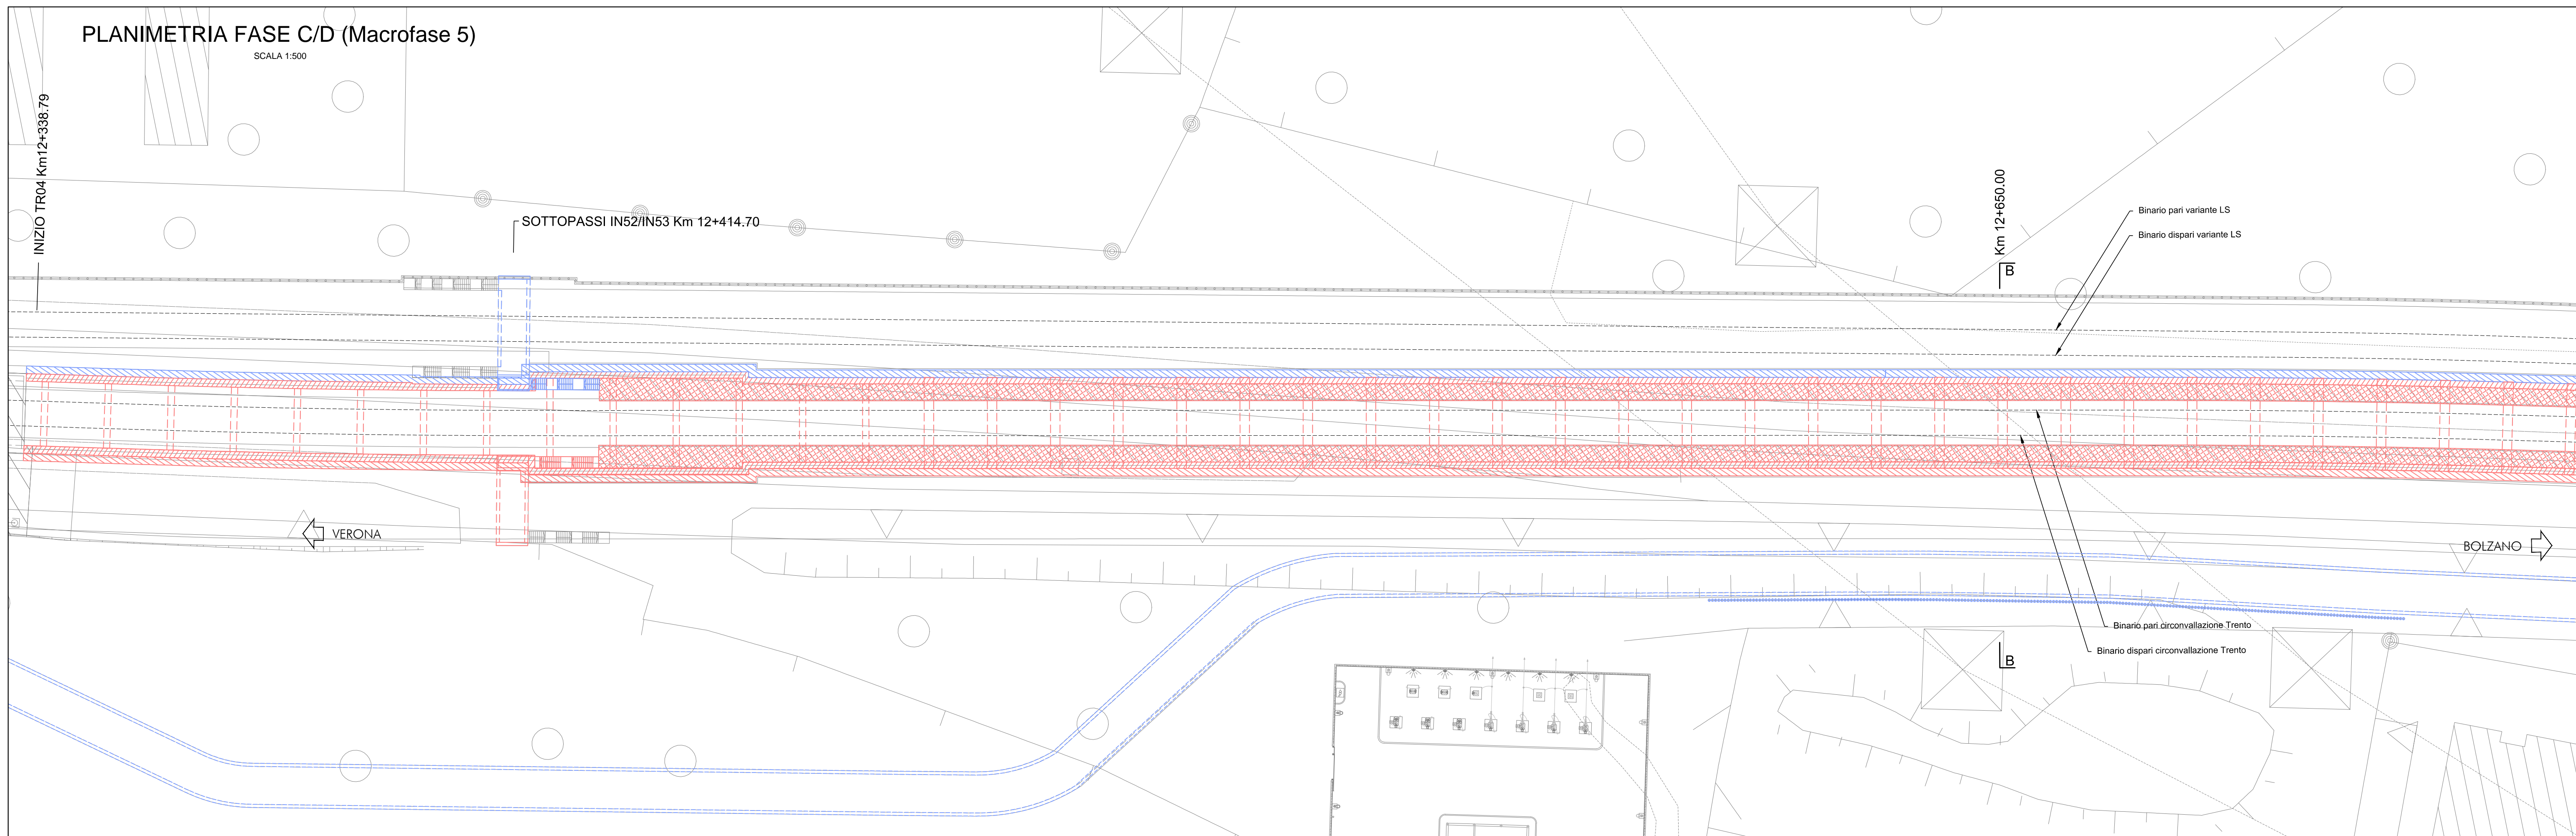 PLANIMETRIA FASE C/D (Macrofase 5)
SCALA 1:500
INIZIO TR04 Km12+338.79
SOTTOPASSI IN52/IN53 Km 12+414.70
Km 12+650.00
B
Binario pari variante LS
Binario dispari variante LS
VERONA
BOLZANO
Binario pari circonvallazione Trento
Binario dispari circonvallazione Trento
B